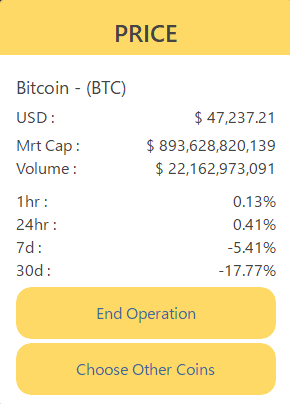 PRICE
Bitcoin - (BTC)
USD : $ 47,237.21
Mrt Cap : $ 893,628,820,139
Volume : $ 22,162,973,091
1hr : 0.13%
24hr : 0.41%
7d : -5.41%
30d : -17.77%
End Operation
Choose Other Coins